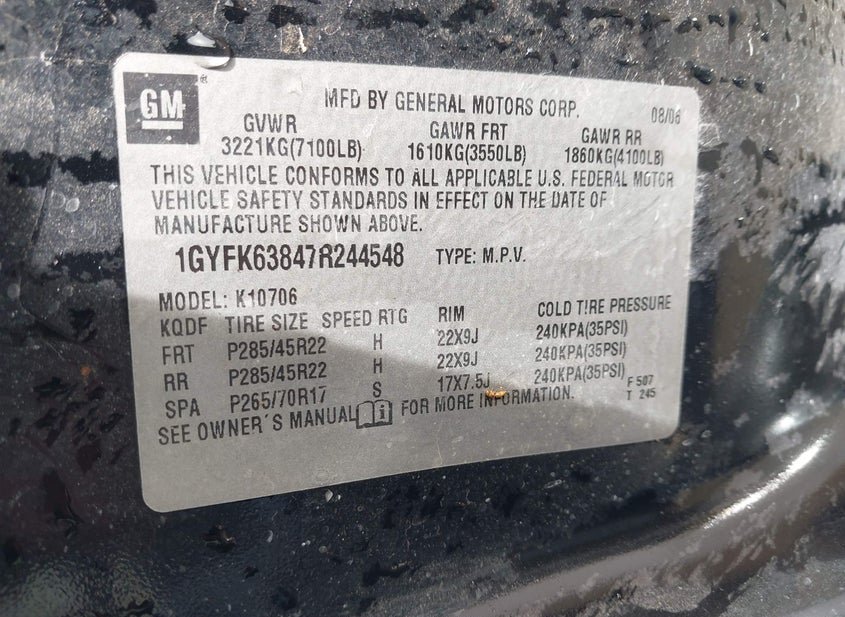 GM ®
MFD BY GENERAL MOTORS CORP. 08/06
GVWR GAWR FRT GAWR RR
3221KG(7100LB) 1610KG(3550LB) 1860KG(4100LB)
THIS VEHICLE CONFORMS TO ALL APPLICABLE U.S. FEDERAL MOTOR
VEHICLE SAFETY STANDARDS IN EFFECT ON THE DATE OF
MANUFACTURE SHOWN ABOVE.
1GYFK63847R244548 TYPE: M.P.V.
MODEL: K10706
KQDF TIRE SIZE SPEED RTG RIM COLD TIRE PRESSURE
FRT P285/45R22 H 22X9J 240KPA(35PSI)
RR P285/45R22 H 22X9J 240KPA(35PSI)
SPA P265/70R17 S 17X7.5J 240KPA(35PSI)
SEE OWNER'S MANUAL i FOR MORE INFORMATION.
F 507
T 245